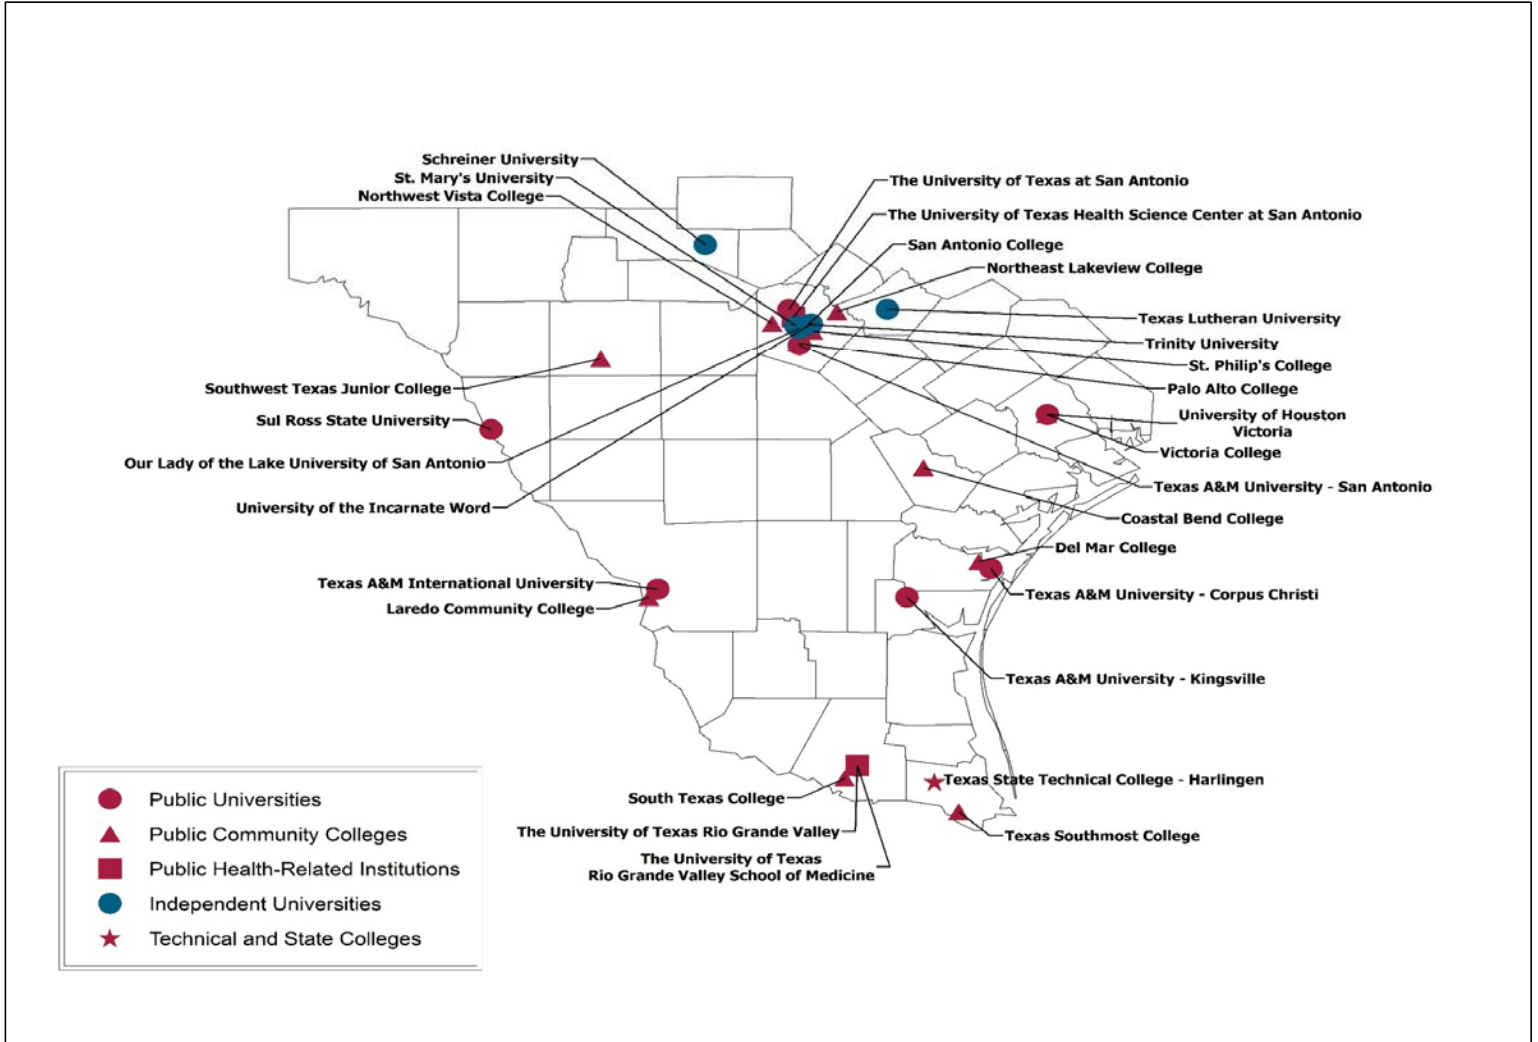 Schreiner University
St. Mary's University
Northwest Vista College
The University of Texas at San Antonio
The University of Texas Health Science Center at San Antonio
San Antonio College
Northeast Lakeview College
Texas Lutheran University
Trinity University
St. Philip's College
Palo Alto College
University of Houston
Victoria
Victoria College
Texas A&M University - San Antonio
Coastal Bend College
Del Mar College
Texas A&M University - Corpus Christi
Texas A&M University - Kingsville
Southwest Texas Junior College
Sul Ross State University
Our Lady of the Lake University of San Antonio
University of the Incarnate Word
Texas A&M International University
Laredo Community College
Texas State Technical College - Harlingen
South Texas College
The University of Texas Rio Grande Valley
Texas Southmost College
The University of Texas
Rio Grande Valley School of Medicine
Public Universities
Public Community Colleges
Public Health-Related Institutions
Independent Universities
Technical and State Colleges